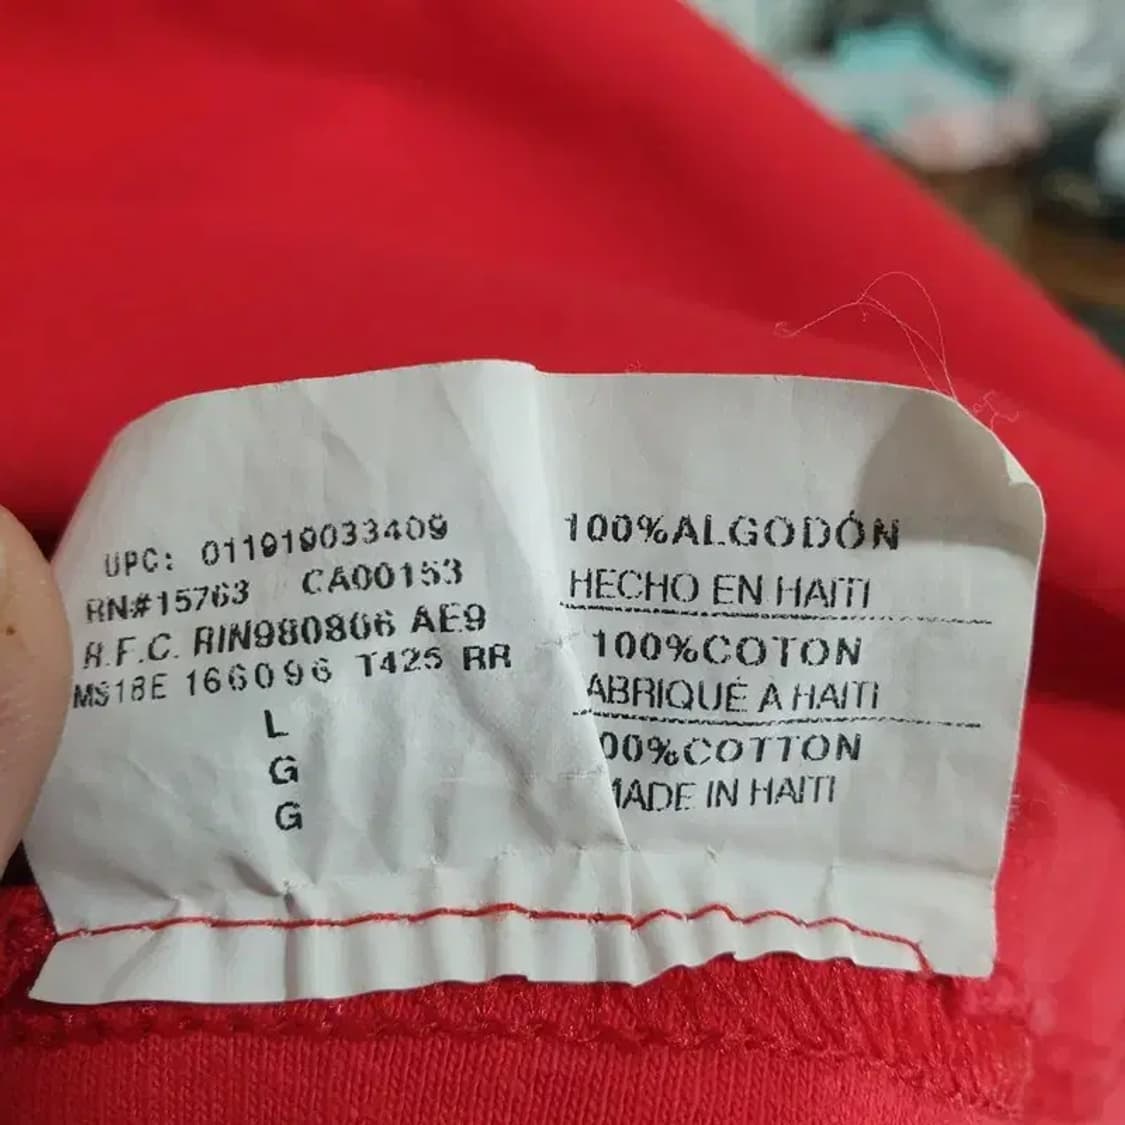 UPC: 011919033409
RN#15763 CA00153
R.F.C. RIN980806 AE9
MS18E 166096 T425 RR
L
G
G
100%ALGODÓN
HECHO EN HAITI
100%COTON
ABRIQUÉ À HAITI
00%COTTON
MADE IN HAITI